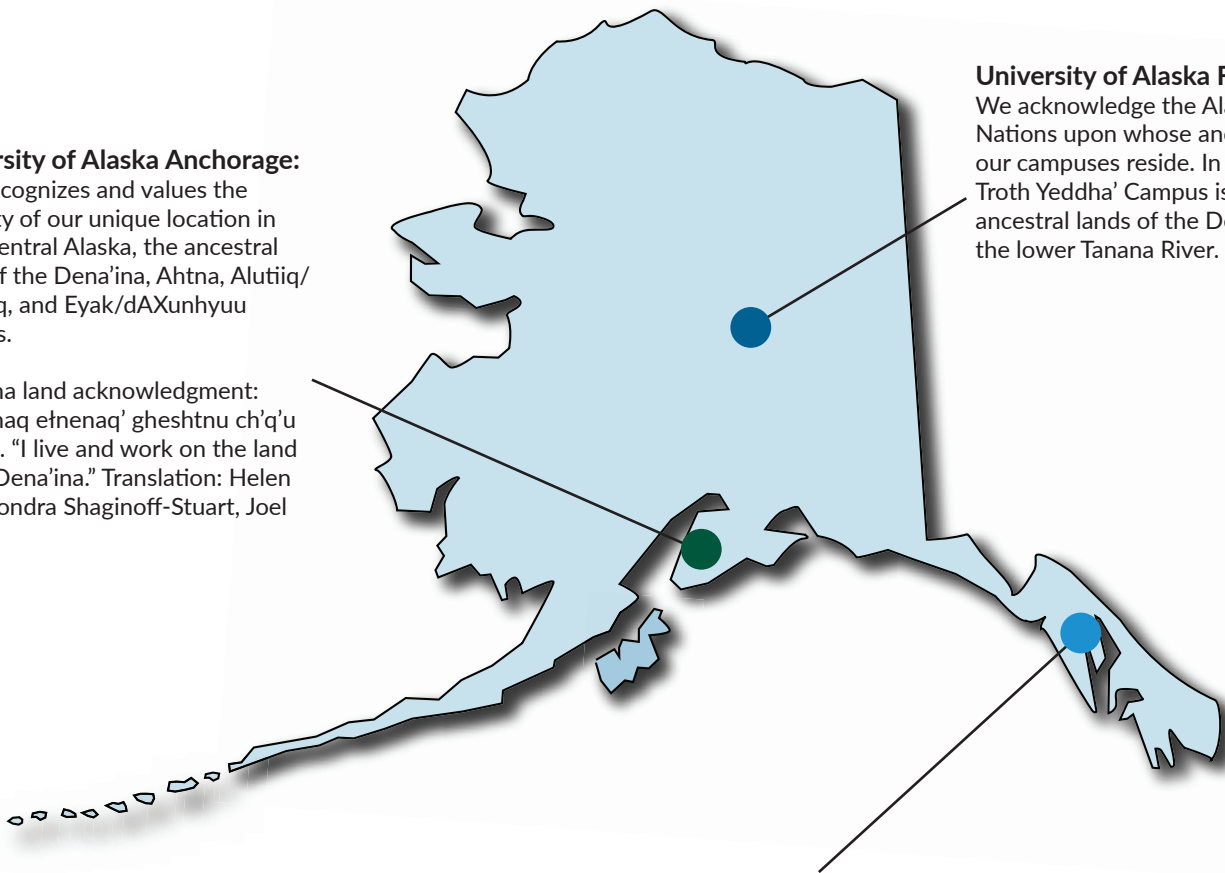 rsity of Alaska Anchorage:
cognizes and values the
ty of our unique location in
entral Alaska, the ancestral
f the Dena’ina, Ahtna, Alutiiq/
q, and Eyak/dAXunhyuu
s.
na land acknowledgment:
naq ełnenaq’ gheshtnu ch’q’u
. “I live and work on the land
Dena’ina.” Translation: Helen
ondra Shaginoff-Stuart, Joel
University of Alaska F
We acknowledge the Ala
Nations upon whose anc
our campuses reside. In
Troth Yeddha’ Campus is
ancestral lands of the De
the lower Tanana River.